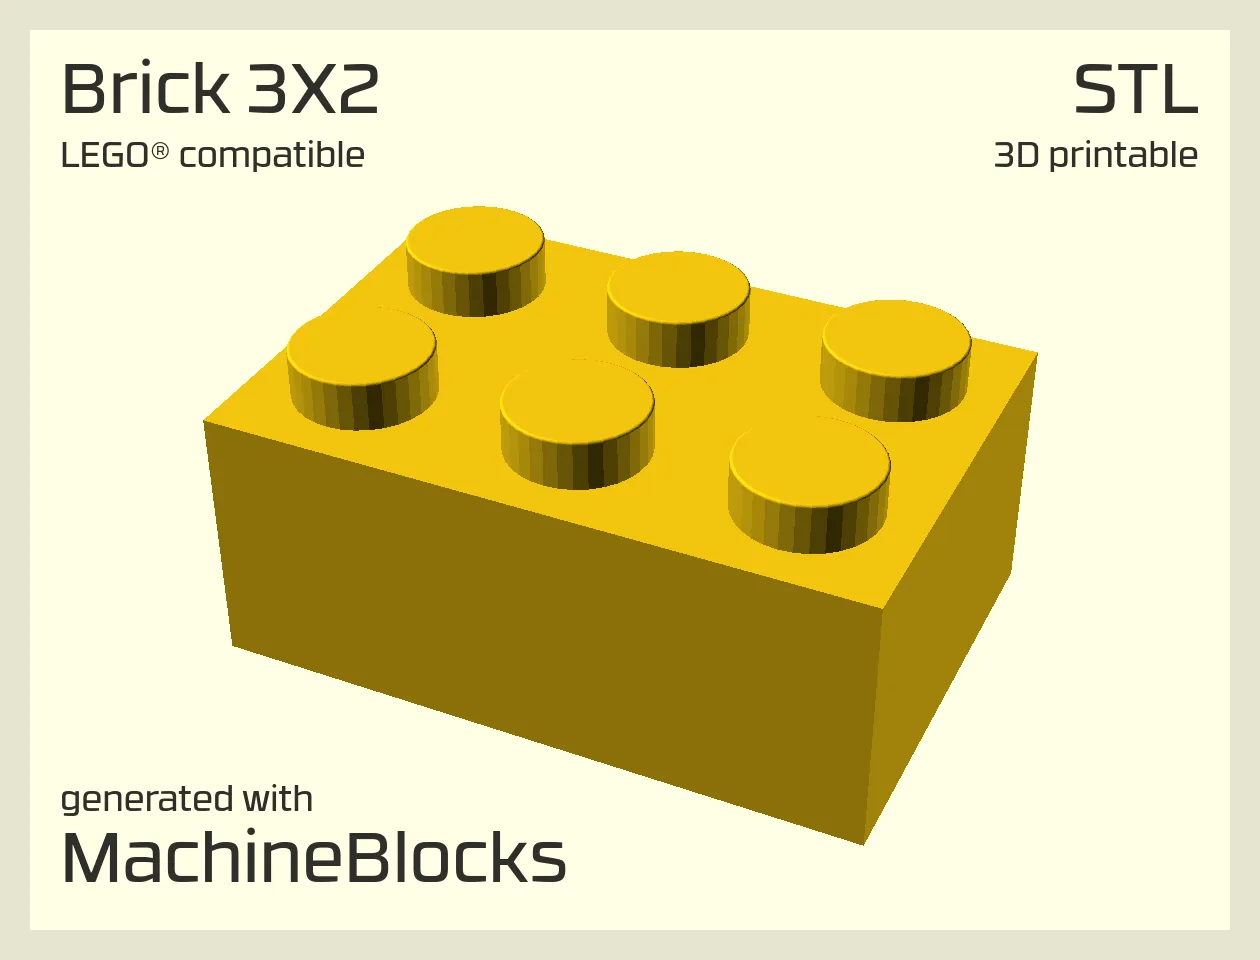 Brick 3X2
LEGO® compatible
STL
3D printable
generated with
MachineBlocks